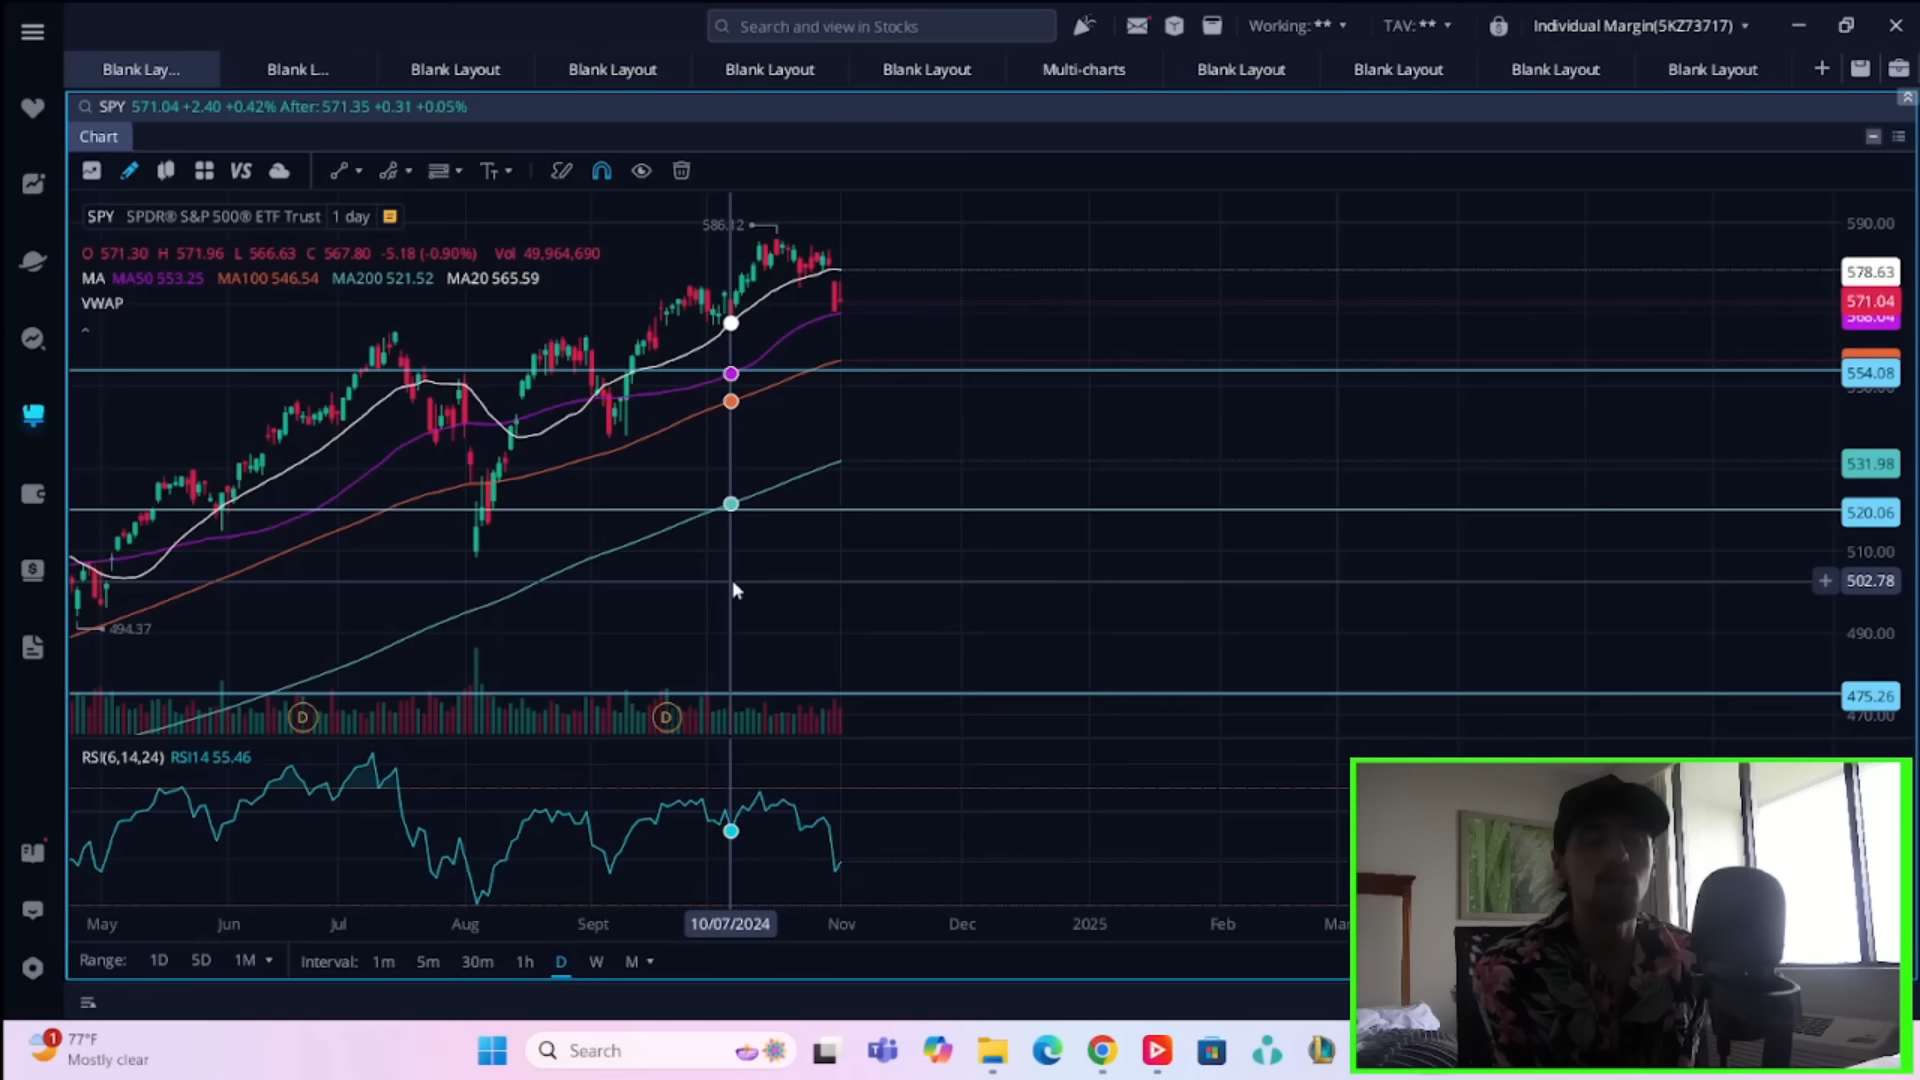 Search and view in Stocks
Working: **
TAV: **
Individual Margin(5KZ73717)
Blank Lay...
Blank L...
Blank Layout
Blank Layout
Blank Layout
Blank Layout
Multi-charts
Blank Layout
Blank Layout
Blank Layout
Blank Layout
SPY 571.04 +2.40 +0.42% After: 571.35 +0.31 +0.05%
Chart
VS
SPY SPDR® S&P 500® ETF Trust 1 day
O 571.30 H 571.96 L 566.63 C 567.80 -5.18 (-0.90%) Vol 49,964,690
MA MA50 553.25 MA100 546.54 MA200 521.52 MA20 565.59
VWAP
586.12
494.37
D
D
590.00
578.63
571.04
568.04
554.08
531.98
520.06
510.00
502.78
490.00
475.26
470.00
RSI(6,14,24) RSI14 55.46
May
Jun
Jul
Aug
Sept
10/07/2024
Nov
Dec
2025
Feb
Mar
Range: 1D 5D 1M
Interval: 1m 5m 30m 1h D W M
1
77°F
Mostly clear
Search